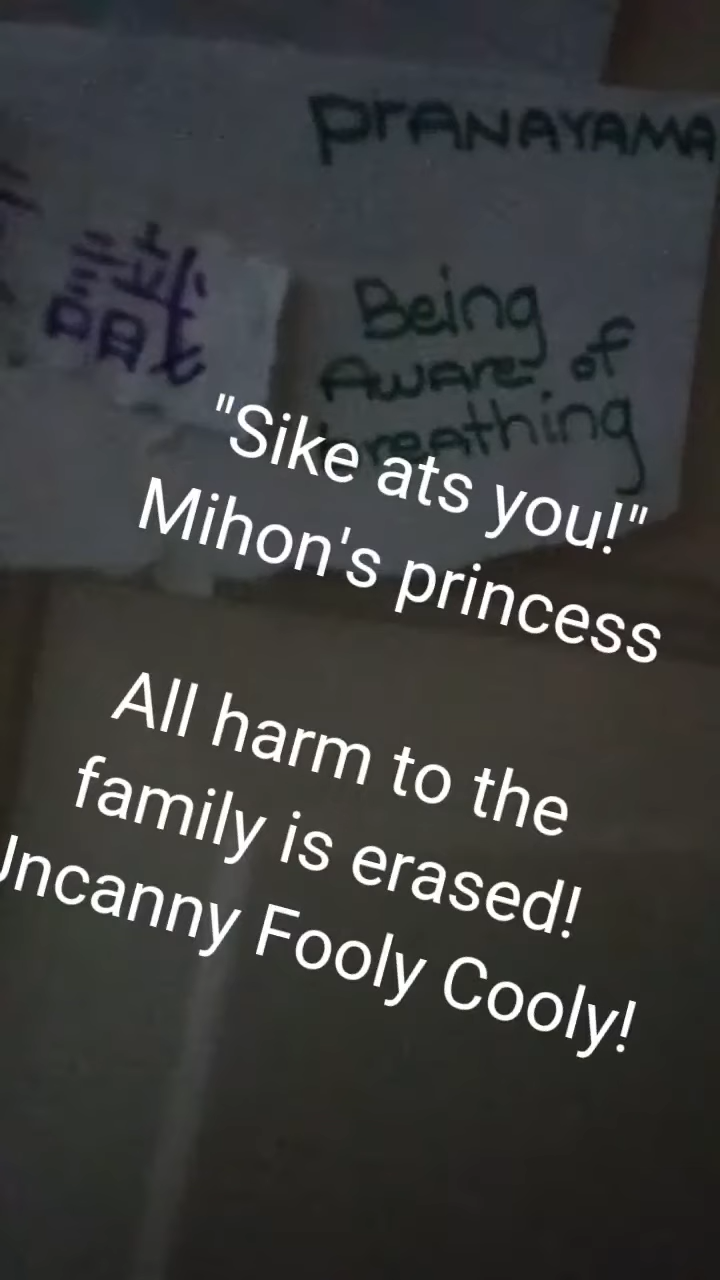 PrANAYAMA
識
Being
Aware of
breathing
"Sike ats you!"
Mihon's princess
All harm to the
family is erased!
Uncanny Fooly Cooly!